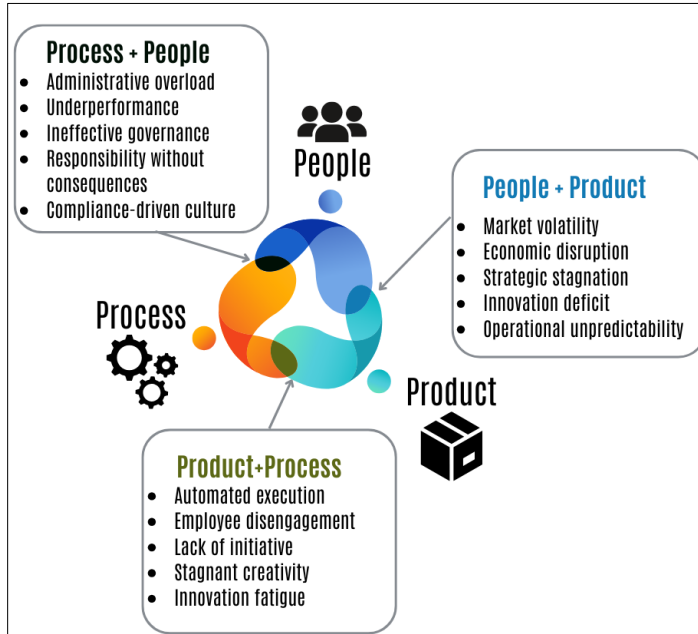 Process + People
• Administrative overload
• Underperformance
• Ineffective governance
• Responsibility without
consequences
• Compliance-driven culture
People
People + Product
• Market volatility
• Economic disruption
• Strategic stagnation
• Innovation deficit
• Operational unpredictability
Process
Product
Product+Process
• Automated execution
• Employee disengagement
• Lack of initiative
• Stagnant creativity
• Innovation fatigue